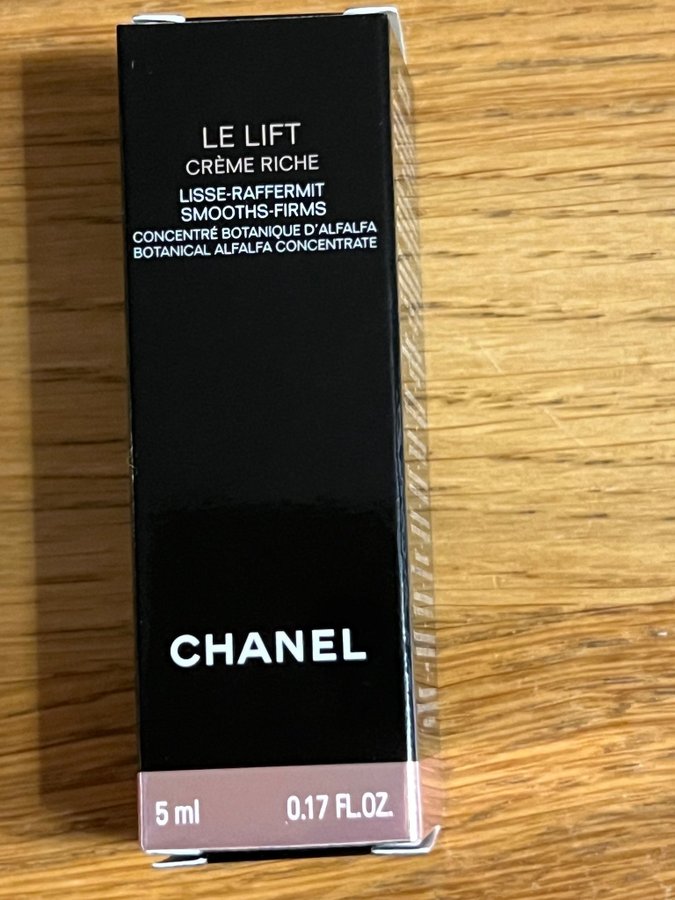 LE LIFT
CRÈME RICHE
LISSE-RAFFERMIT
SMOOTHS-FIRMS
CONCENTRÉ BOTANIQUE D'ALFALFA
BOTANICAL ALFALFA CONCENTRATE
CHANEL
5 ml 0.17 FL.OZ.